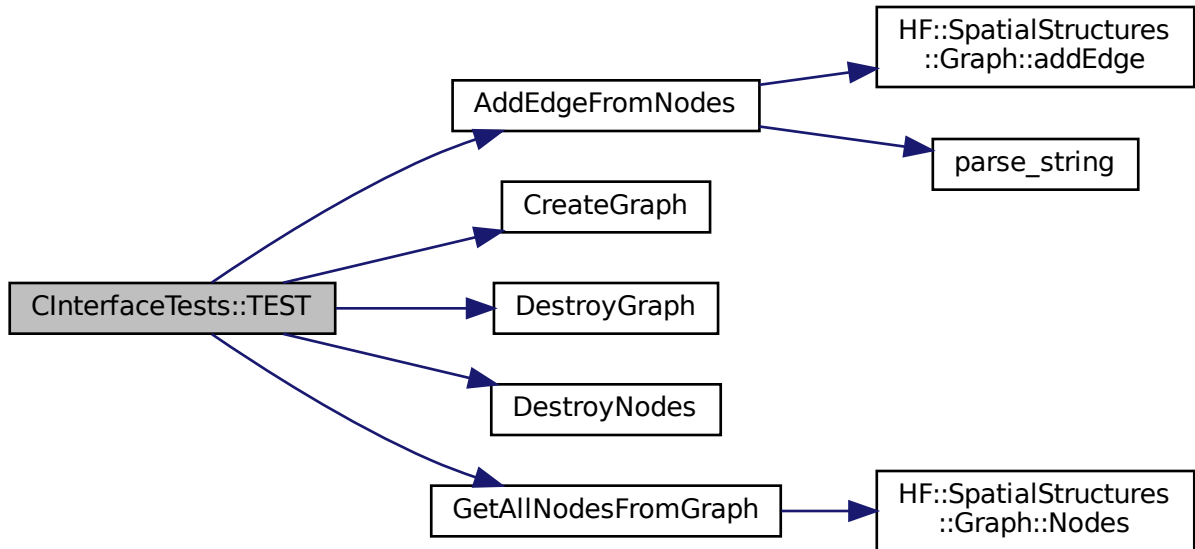 HF::SpatialStructures
::Graph::addEdge
AddEdgeFromNodes
parse_string
CreateGraph
CInterfaceTests::TEST
DestroyGraph
DestroyNodes
GetAllNodesFromGraph
HF::SpatialStructures
::Graph::Nodes